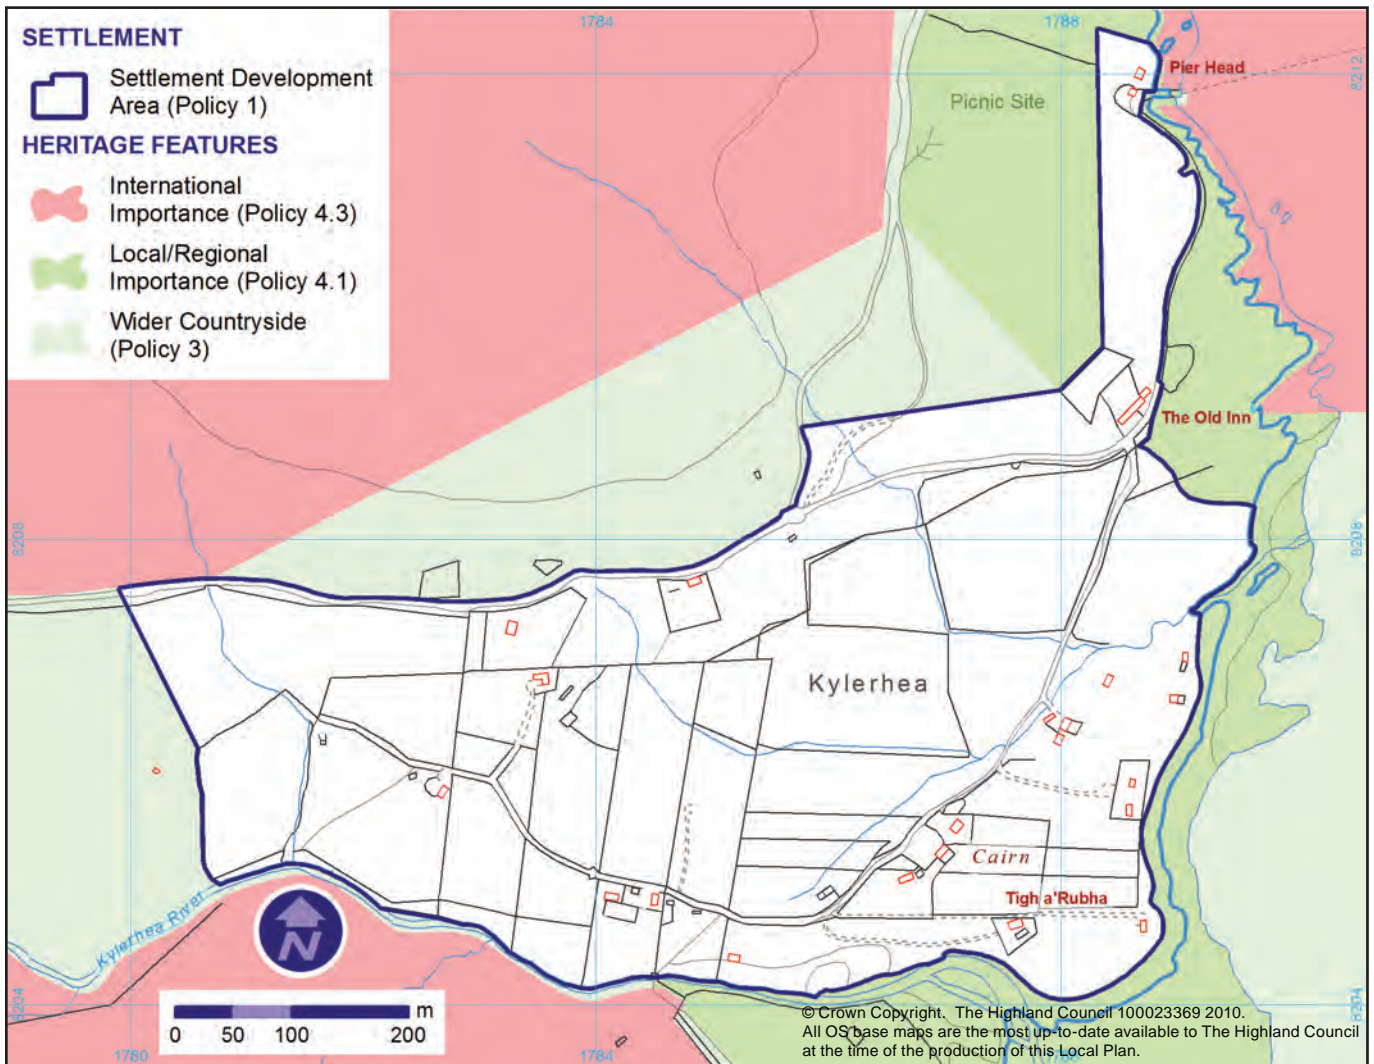 SETTLEMENT
Settlement Development
Area (Policy 1)
HERITAGE FEATURES
International
Importance (Policy 4.3)
Local/Regional
Importance (Policy 4.1)
Wider Countryside
(Policy 3)
1784
1788
8212
Pier Head
Picnic Site
The Old Inn
8208
8208
Kylerhea
Cairn
Tigh a'Rubha
Kylerhea River
N
m
0 50 100 200
8204
8204
1780
1784
1788
© Crown Copyright. The Highland Council 100023369 2010.
All OS base maps are the most up-to-date available to The Highland Council
at the time of the production of this Local Plan.